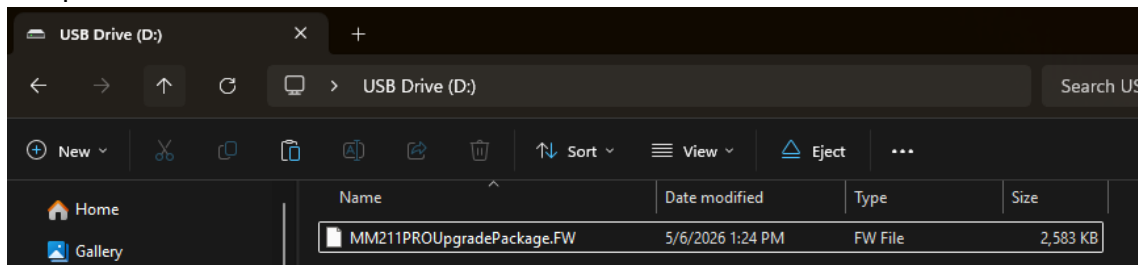 USB Drive (D:)
USB Drive (D:)
Search US
New
Sort
View
Eject
Home
Name
Date modified
Type
Size
MM211PROUpgradePackage.FW
5/6/2026 1:24 PM
FW File
2,583 KB
Gallery